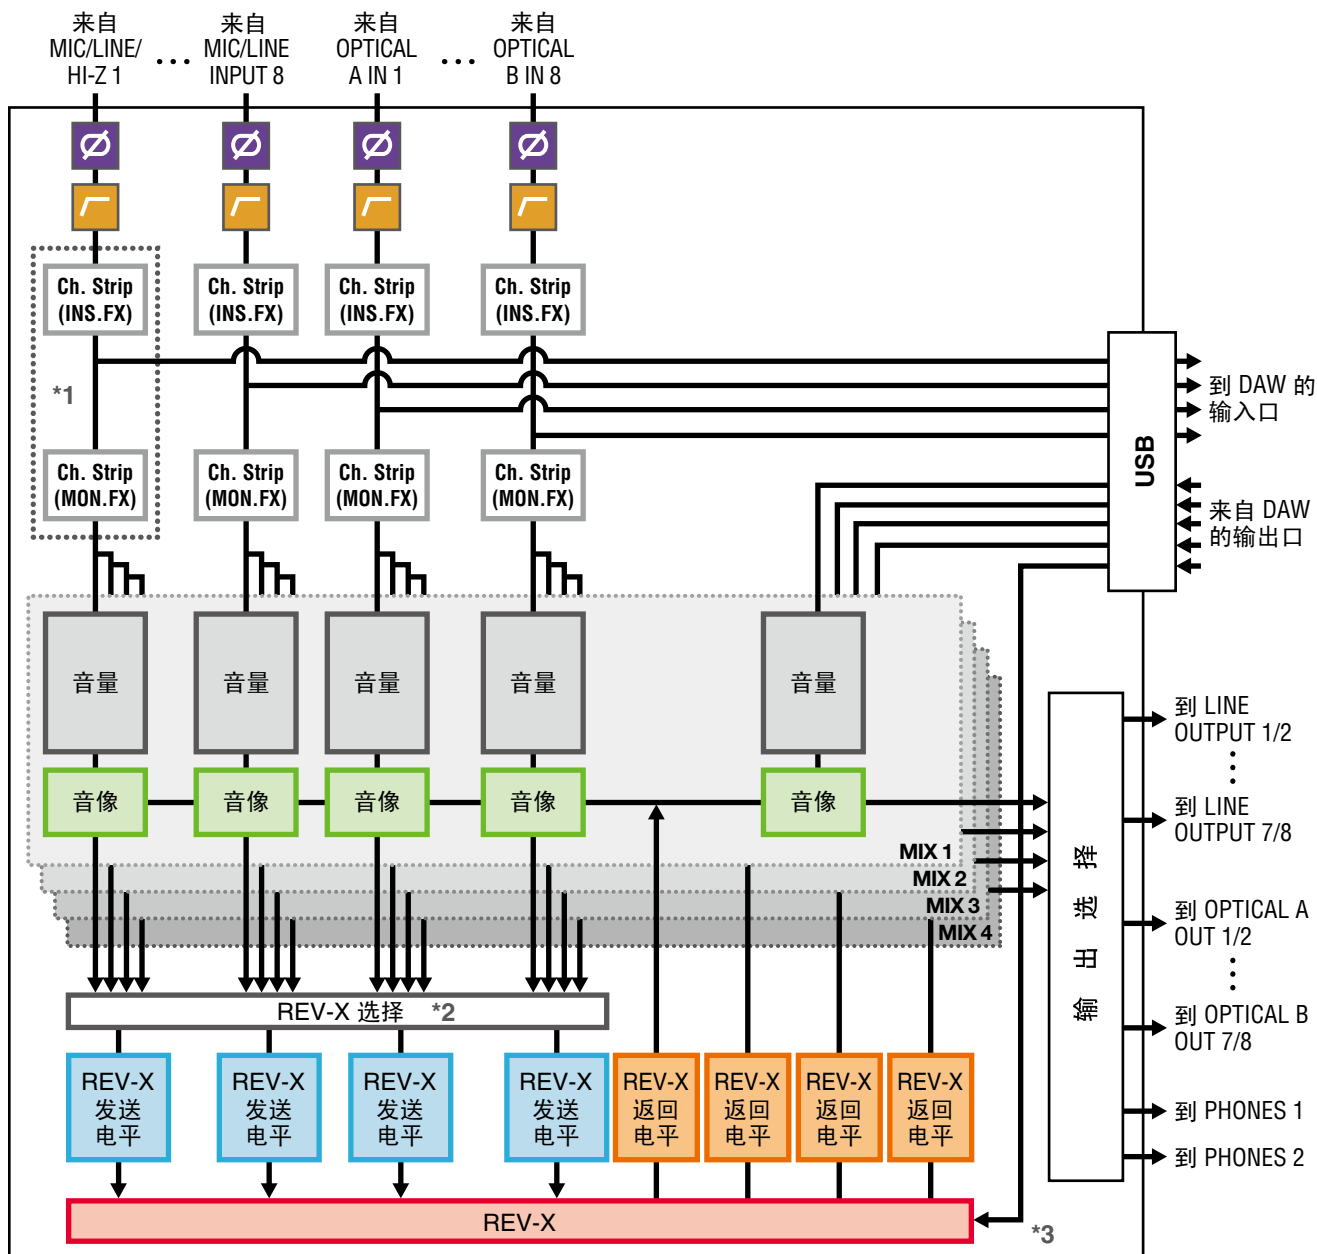 来自
MIC/LINE/
HI-Z 1
...
来自
MIC/LINE
INPUT 8
来自
OPTICAL
A IN 1
...
来自
OPTICAL
B IN 8
Ch. Strip
(INS.FX)
Ch. Strip
(INS.FX)
Ch. Strip
(INS.FX)
Ch. Strip
(INS.FX)
*1
USB
到 DAW 的
输入口
Ch. Strip
(MON.FX)
Ch. Strip
(MON.FX)
Ch. Strip
(MON.FX)
Ch. Strip
(MON.FX)
来自 DAW
的输出口
音量
音量
音量
音量
音量
音像
音像
音像
音像
音像
MIX 1
MIX 2
MIX 3
MIX 4
输出选择
到 LINE
OUTPUT 1/2
到 LINE
OUTPUT 7/8
到 OPTICAL A
OUT 1/2
到 OPTICAL B
OUT 7/8
到 PHONES 1
到 PHONES 2
REV-X 选择 *2
REV-X
发送
电平
REV-X
发送
电平
REV-X
发送
电平
REV-X
发送
电平
REV-X
返回
电平
REV-X
返回
电平
REV-X
返回
电平
REV-X
返回
电平
REV-X
*3